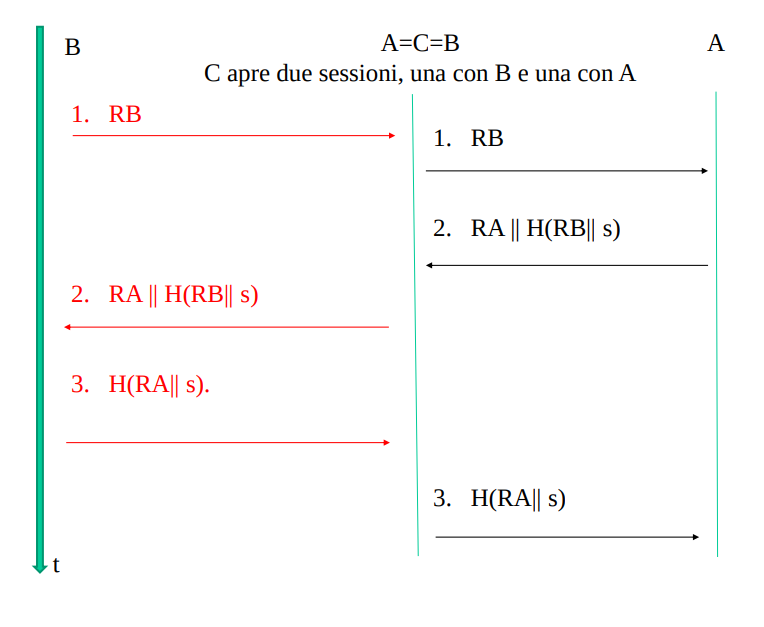 B
A=C=B
A
C apre due sessioni, una con B e una con A
1. RB
1. RB
2. RA || H(RB|| s)
2. RA || H(RB|| s)
3. H(RA|| s).
3. H(RA|| s)
t